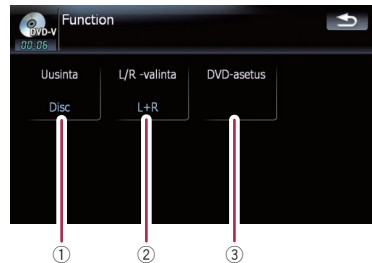 Function
DVD-V
00:06
Uusinta
L/R -valinta
DVD-asetus
Disc
L+R
①
②
③